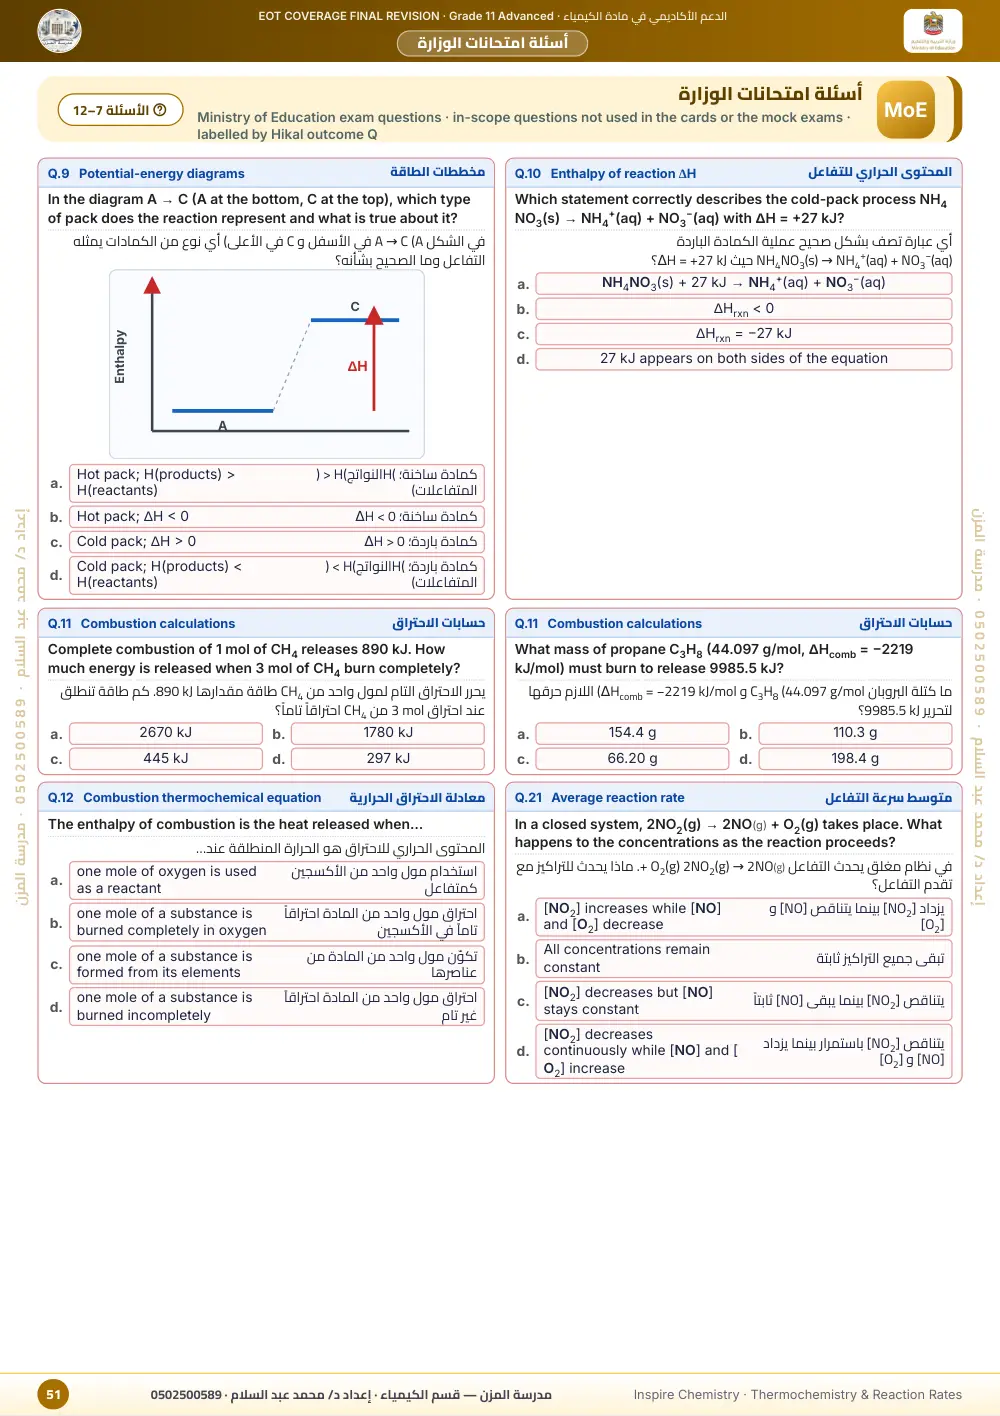 EOT COVERAGE FINAL REVISION · Grade 11 Advanced · الدعم الأكاديمي في مادة الكيمياء
أسئلة امتحانات الوزارة
أسئلة امتحانات الوزارة
MoE
الأسئلة 7–12
Ministry of Education exam questions · in-scope questions not used in the cards or the mock exams ·
labelled by Hikal outcome Q
Q.9 Potential-energy diagrams مخططات الطاقة
In the diagram A → C (A at the bottom, C at the top), which type
of pack does the reaction represent and what is true about it?
في الشكل A → C (A في الأسفل و C في الأعلى) أي نوع من الكمادات يمثله
التفاعل وما الصحيح بشأنه؟
Enthalpy
C
ΔH
A
a. Hot pack; H(products) > كمادة ساخنة؛ H(النواتج) > H(
H(reactants) المتفاعلات)
b. Hot pack; ΔH < 0 كمادة ساخنة؛ ΔH < 0
c. Cold pack; ΔH > 0 كمادة باردة؛ ΔH > 0
d. Cold pack; H(products) < كمادة باردة؛ H(النواتج) < H(
H(reactants) المتفاعلات)
Q.10 Enthalpy of reaction ΔH المحتوى الحراري للتفاعل
Which statement correctly describes the cold-pack process NH₄
NO₃(s) → NH₄⁺(aq) + NO₃⁻(aq) with ΔH = +27 kJ?
أي عبارة تصف بشكل صحيح عملية الكمادة الباردة
NH₄NO₃(s) → NH₄⁺(aq) + NO₃⁻(aq) حيث ΔH = +27 kJ؟
a. NH₄NO₃(s) + 27 kJ → NH₄⁺(aq) + NO₃⁻(aq)
b. ΔHrxn < 0
c. ΔHrxn = −27 kJ
d. 27 kJ appears on both sides of the equation
Q.11 Combustion calculations حسابات الاحتراق
Complete combustion of 1 mol of CH₄ releases 890 kJ. How
much energy is released when 3 mol of CH₄ burn completely?
يحرر الاحتراق التام لمول واحد من CH₄ طاقة مقدارها 890 kJ. كم طاقة تنطلق
عند احتراق 3 mol من CH₄ احتراقاً تاماً؟
a. 2670 kJ b. 1780 kJ
c. 445 kJ d. 297 kJ
Q.11 Combustion calculations حسابات الاحتراق
What mass of propane C₃H₈ (44.097 g/mol, ΔHcomb = −2219
kJ/mol) must burn to release 9985.5 kJ?
ما كتلة البروبان C₃H₈ (44.097 g/mol و ΔHcomb = −2219 kJ/mol) اللازم حرقها
لتحرير 9985.5 kJ؟
a. 154.4 g b. 110.3 g
c. 66.20 g d. 198.4 g
Q.12 Combustion thermochemical equation معادلة الاحتراق الحرارية
The enthalpy of combustion is the heat released when...
المحتوى الحراري للاحتراق هو الحرارة المنطلقة عند...
a. one mole of oxygen is used استخدام مول واحد من الأكسجين
as a reactant كمتفاعل
b. one mole of a substance is احتراق مول واحد من المادة احتراقاً
burned completely in oxygen تاماً في الأكسجين
c. one mole of a substance is تكوّن مول واحد من المادة من
formed from its elements عناصرها
d. one mole of a substance is احتراق مول واحد من المادة احتراقاً
burned incompletely غير تام
Q.21 Average reaction rate متوسط سرعة التفاعل
In a closed system, 2NO₂(g) → 2NO(g) + O₂(g) takes place. What
happens to the concentrations as the reaction proceeds?
في نظام مغلق يحدث التفاعل 2NO₂(g) → 2NO(g) + O₂(g). ماذا يحدث للتراكيز مع
تقدم التفاعل؟
a. [NO₂] increases while [NO] يزداد [NO₂] بينما يتناقص [NO] و
and [O₂] decrease [O₂]
b. All concentrations remain تبقى جميع التراكيز ثابتة
constant
c. [NO₂] decreases but [NO] يتناقص [NO₂] بينما يبقى [NO] ثابتاً
stays constant
d. [NO₂] decreases يتناقص [NO₂] باستمرار بينما يزداد
continuously while [NO] and [ [NO] و [O₂]
O₂] increase
إعداد د/ محمد عبد السلام · 0502500589 · مدرسة المزن
إعداد د/ محمد عبد السلام · 0502500589 · مدرسة المزن
51
مدرسة المزن — قسم الكيمياء · إعداد د/ محمد عبد السلام · 0502500589
Inspire Chemistry · Thermochemistry & Reaction Rates